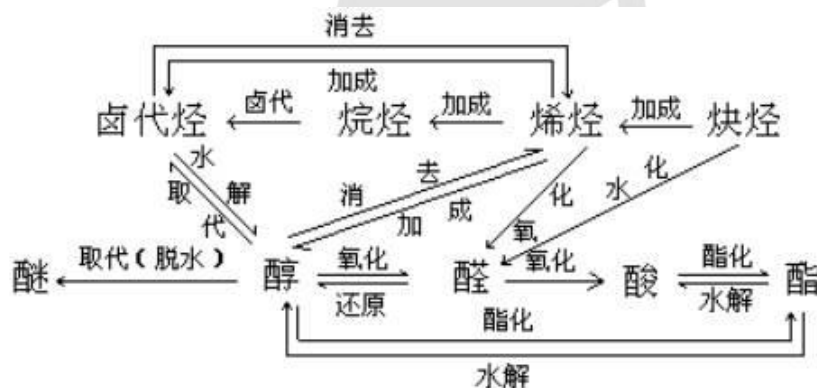 消去
加成
卤代烃 卤代 烷烃 加成 烯烃 加成 炔烃
水解
取代
消去
加成
氧化
水化
醚 取代(脱水) 醇 氧化 醛 氧化 酸 酯化 酯
还原 水解
酯化
水解